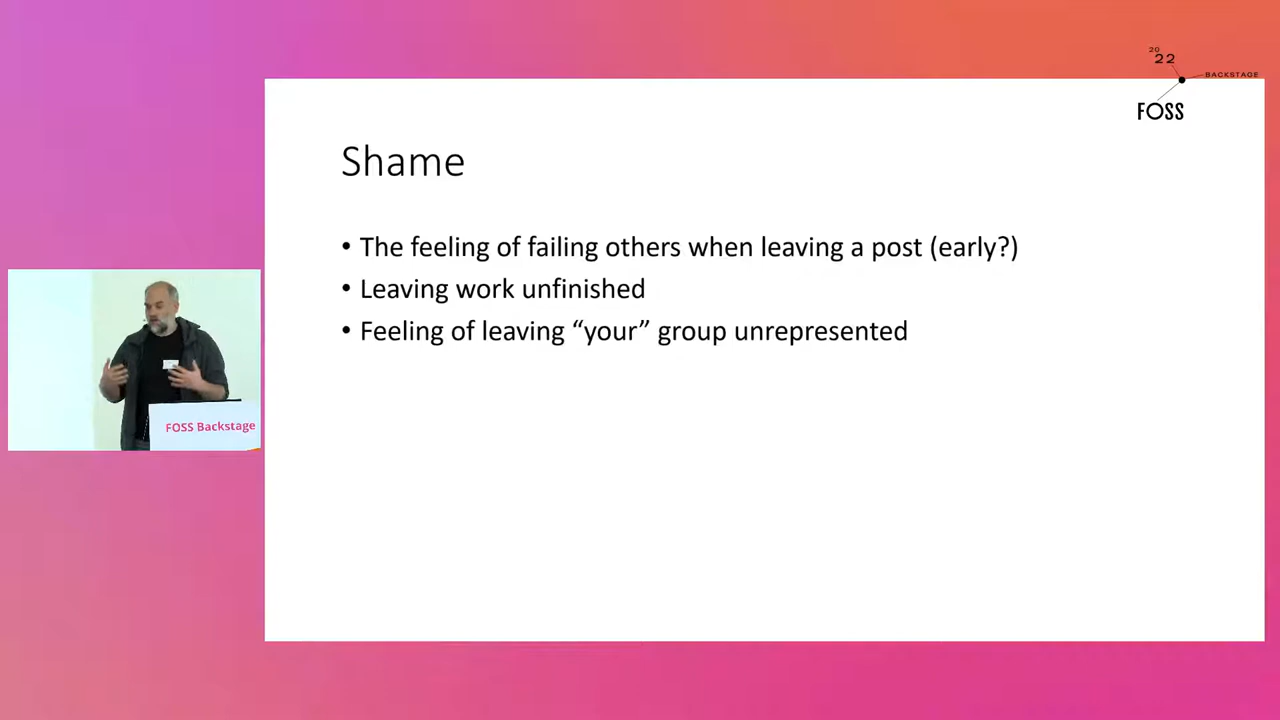 20
22
BACKSTAGE
FOSS
Shame
• The feeling of failing others when leaving a post (early?)
• Leaving work unfinished
• Feeling of leaving “your” group unrepresented
FOSS Backstage